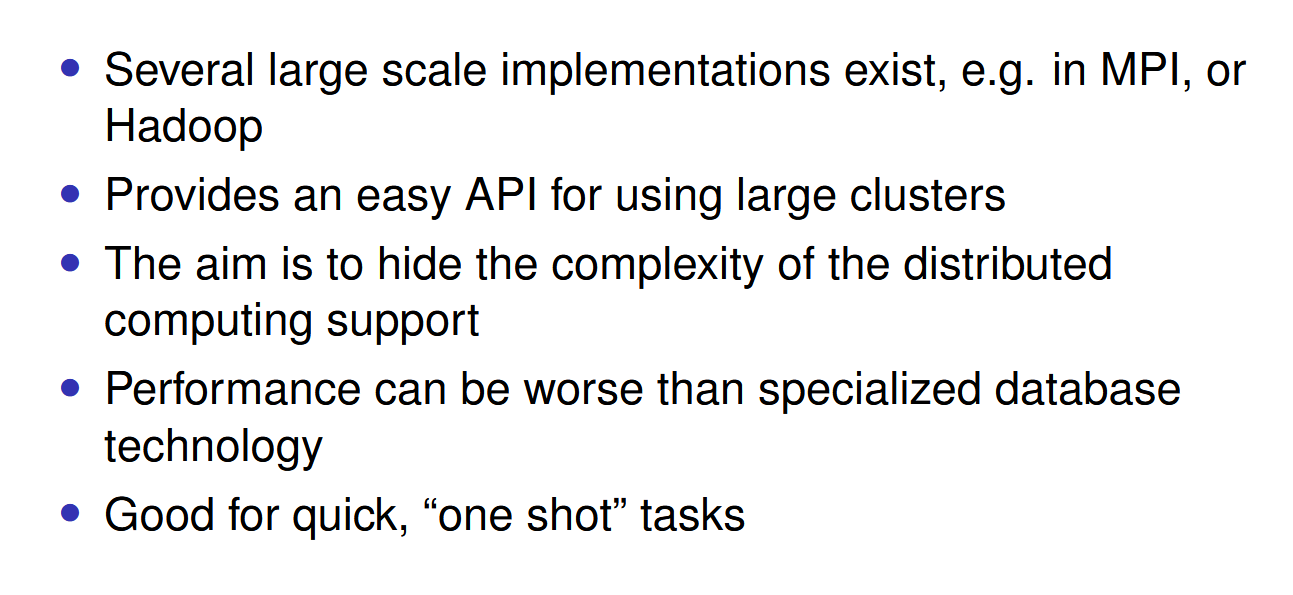 • Several large scale implementations exist, e.g. in MPI, or
Hadoop
• Provides an easy API for using large clusters
• The aim is to hide the complexity of the distributed
computing support
• Performance can be worse than specialized database
technology
• Good for quick, “one shot” tasks